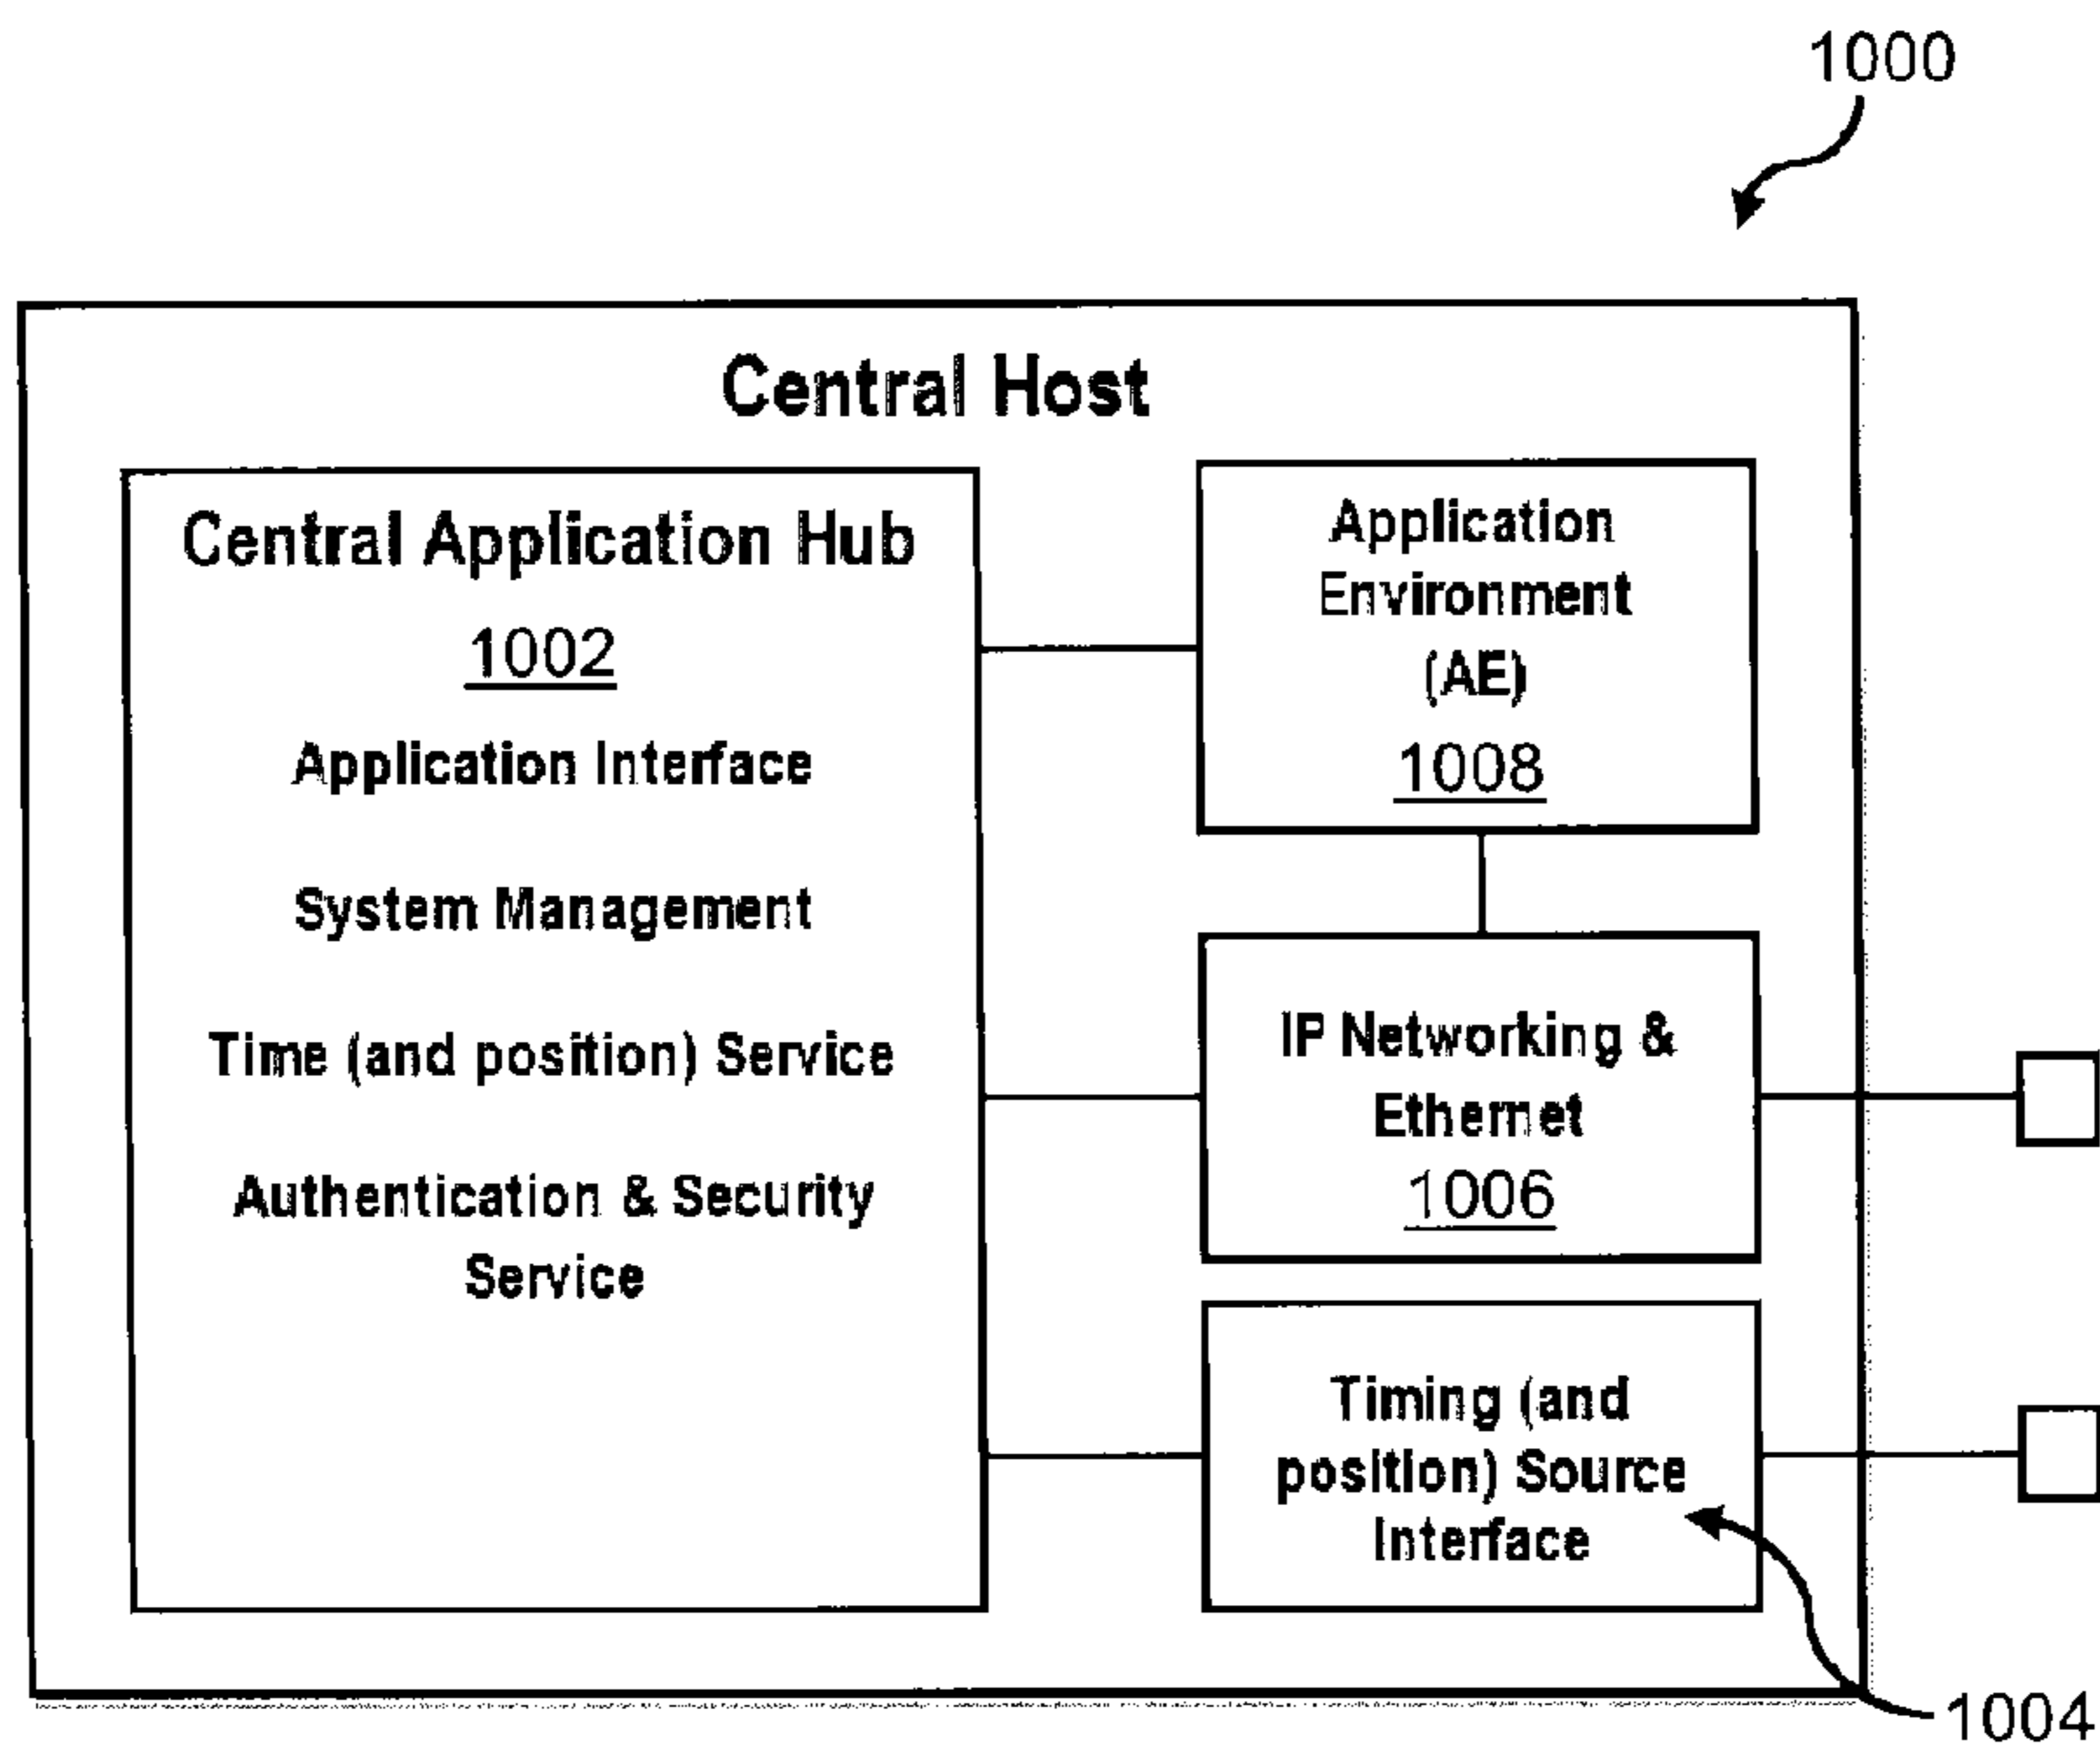 1000
Central Host
Central Application Hub
1002
Application Interface
System Management
Time (and position) Service
Authentication & Security
Service
Application
Environment
(AE)
1008
IP Networking &
Ethernet
1006
Timing (and
position) Source
Interface
1004